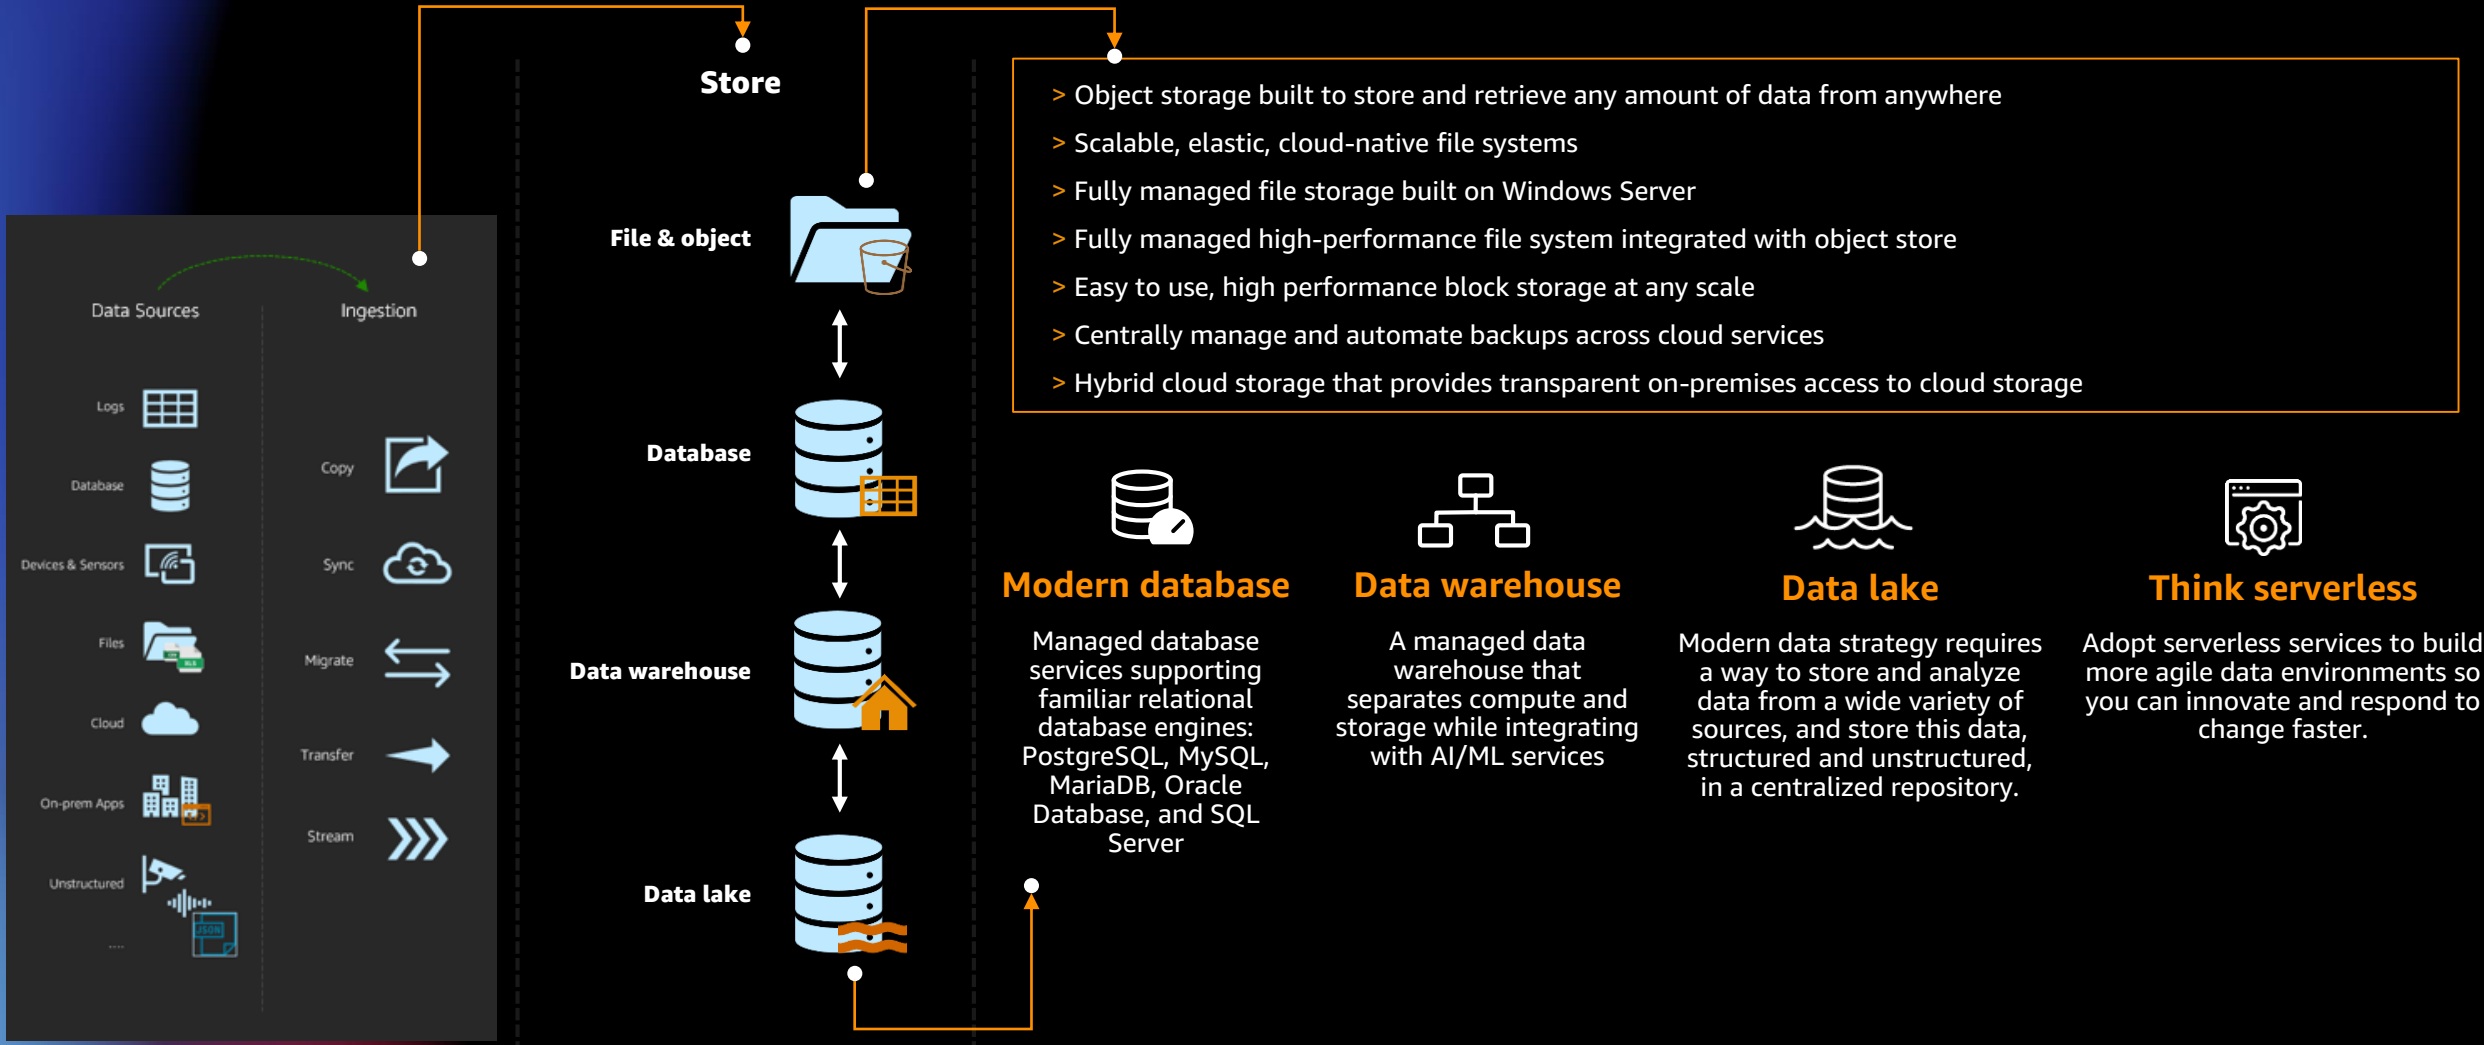 Data Sources
Logs
Database
Devices & Sensors
Files
Cloud
On-prem Apps
Unstructured
JSON
....
Ingestion
Copy
Sync
Migrate
Transfer
Stream
Store
File & object
Database
Data warehouse
Data lake
> Object storage built to store and retrieve any amount of data from anywhere
> Scalable, elastic, cloud-native file systems
> Fully managed file storage built on Windows Server
> Fully managed high-performance file system integrated with object store
> Easy to use, high performance block storage at any scale
> Centrally manage and automate backups across cloud services
> Hybrid cloud storage that provides transparent on-premises access to cloud storage
Modern database
Managed database
services supporting
familiar relational
database engines:
PostgreSQL, MySQL,
MariaDB, Oracle
Database, and SQL
Server
Data warehouse
A managed data
warehouse that
separates compute and
storage while integrating
with AI/ML services
Data lake
Modern data strategy requires
a way to store and analyze
data from a wide variety of
sources, and store this data,
structured and unstructured,
in a centralized repository.
Think serverless
Adopt serverless services to build
more agile data environments so
you can innovate and respond to
change faster.